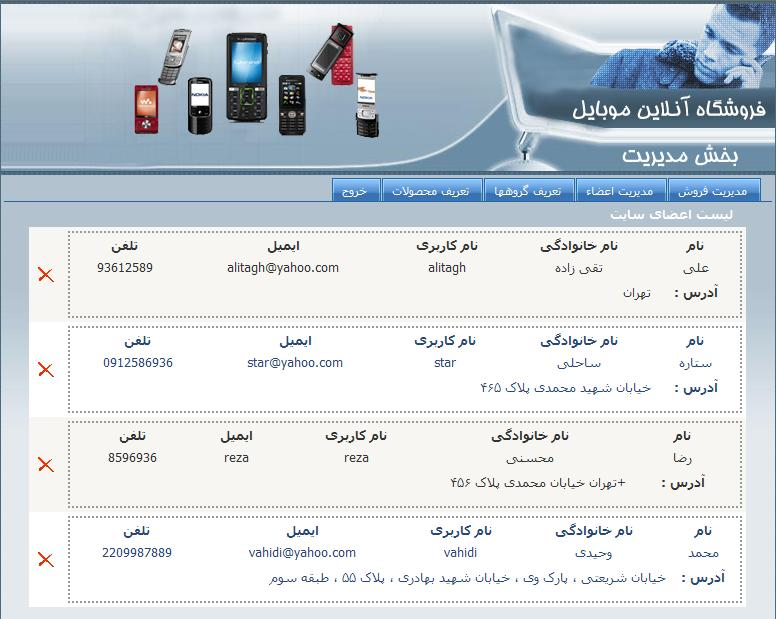 فروشگاه آنلاین موبایل
بخش مدیریت
NOKIA
مدیریت فروش مدیریت اعضاء تعریف گروهها تعریف محصولات خروج
لیست اعضای سایت
نام نام خانوادگی نام کاربری ایمیل تلفن
علی تقی زاده alitagh alitagh@yahoo.com 93612589
آدرس : تهران
نام نام خانوادگی نام کاربری ایمیل تلفن
ستاره ساحلی star star@yahoo.com 0912586936
آدرس : خیابان شهید محمدی پلاک ۴۶۵
نام نام خانوادگی نام کاربری ایمیل تلفن
رضا محسنی reza reza 8596936
آدرس : +تهران خیابان محمدی پلاک ۴۵۶
نام نام خانوادگی نام کاربری ایمیل تلفن
محمد وحیدی vahidi vahidi@yahoo.com 2209987889
آدرس : خیابان شریعتی ، پارک وی ، خیابان شهید بهادری ، پلاک ۵۵ ، طبقه سوم